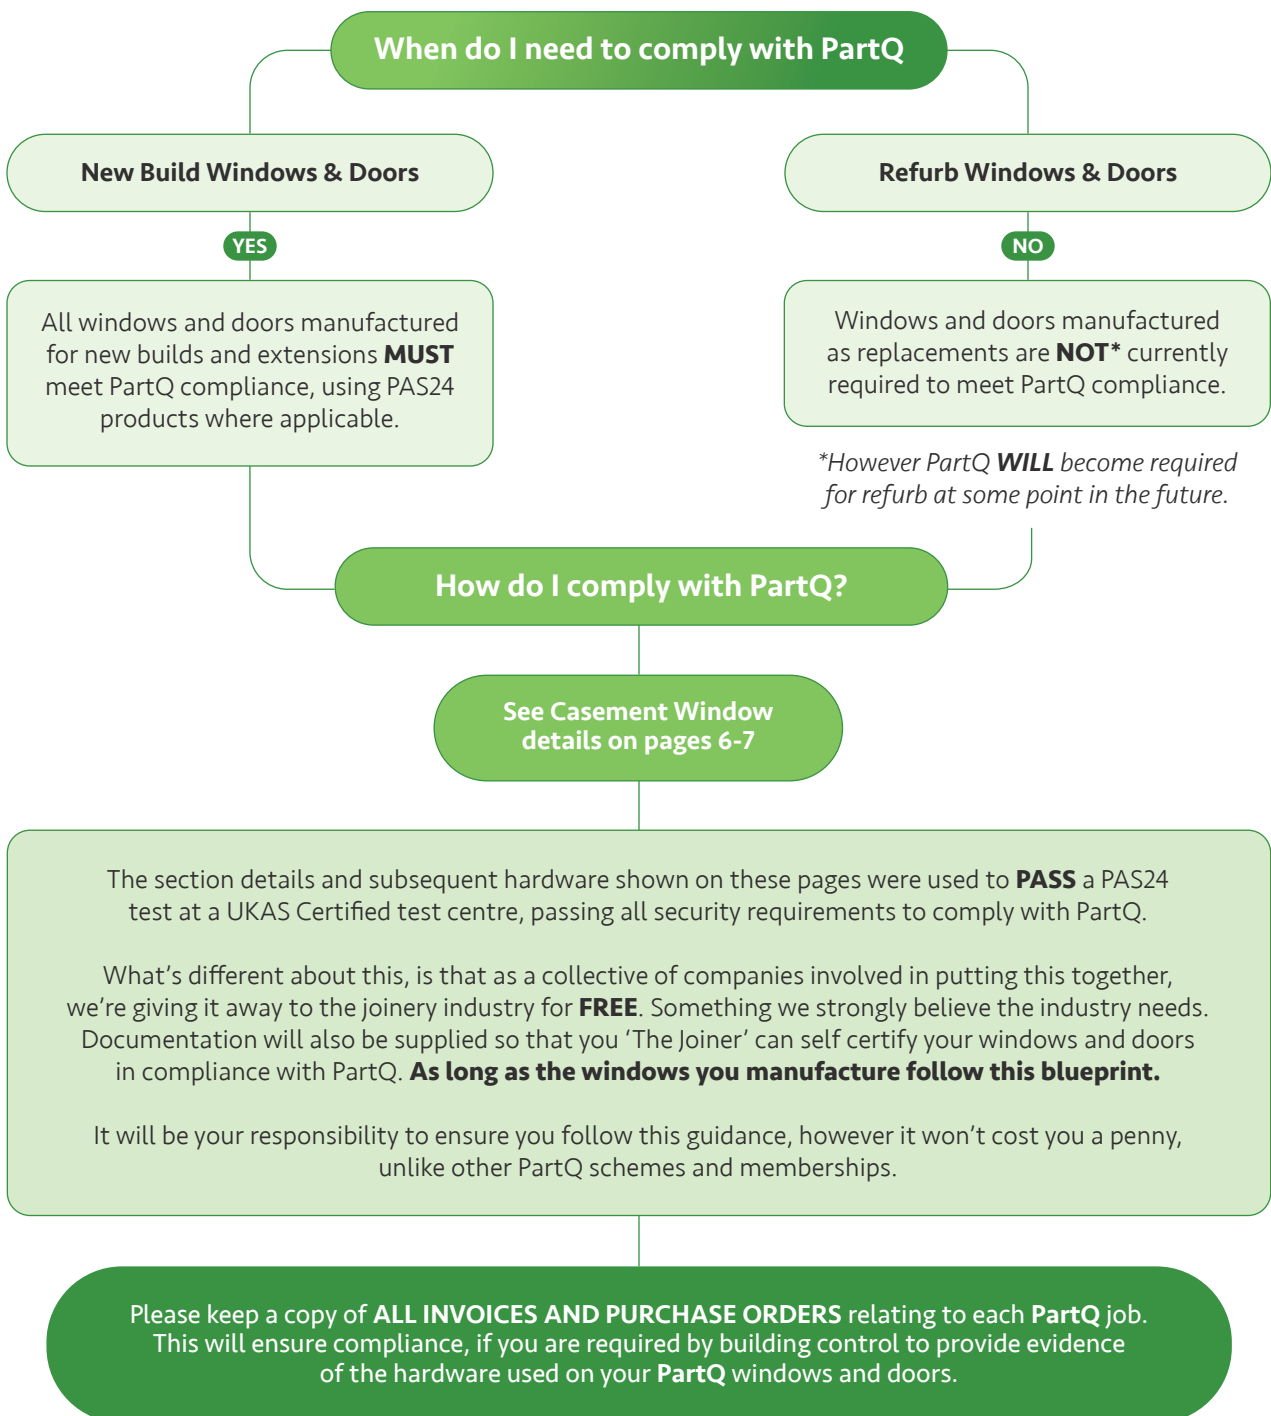 When do I need to comply with PartQ
New Build Windows & Doors
YES
All windows and doors manufactured
for new builds and extensions MUST
meet PartQ compliance, using PAS24
products where applicable.
Refurb Windows & Doors
NO
Windows and doors manufactured
as replacements are NOT* currently
required to meet PartQ compliance.
*However PartQ WILL become required
for refurb at some point in the future.
How do I comply with PartQ?
See Casement Window
details on pages 6-7
The section details and subsequent hardware shown on these pages were used to PASS a PAS24
test at a UKAS Certified test centre, passing all security requirements to comply with PartQ.
What's different about this, is that as a collective of companies involved in putting this together,
we're giving it away to the joinery industry for FREE. Something we strongly believe the industry needs.
Documentation will also be supplied so that you 'The Joiner' can self certify your windows and doors
in compliance with PartQ. As long as the windows you manufacture follow this blueprint.
It will be your responsibility to ensure you follow this guidance, however it won't cost you a penny,
unlike other PartQ schemes and memberships.
Please keep a copy of ALL INVOICES AND PURCHASE ORDERS relating to each PartQ job.
This will ensure compliance, if you are required by building control to provide evidence
of the hardware used on your PartQ windows and doors.